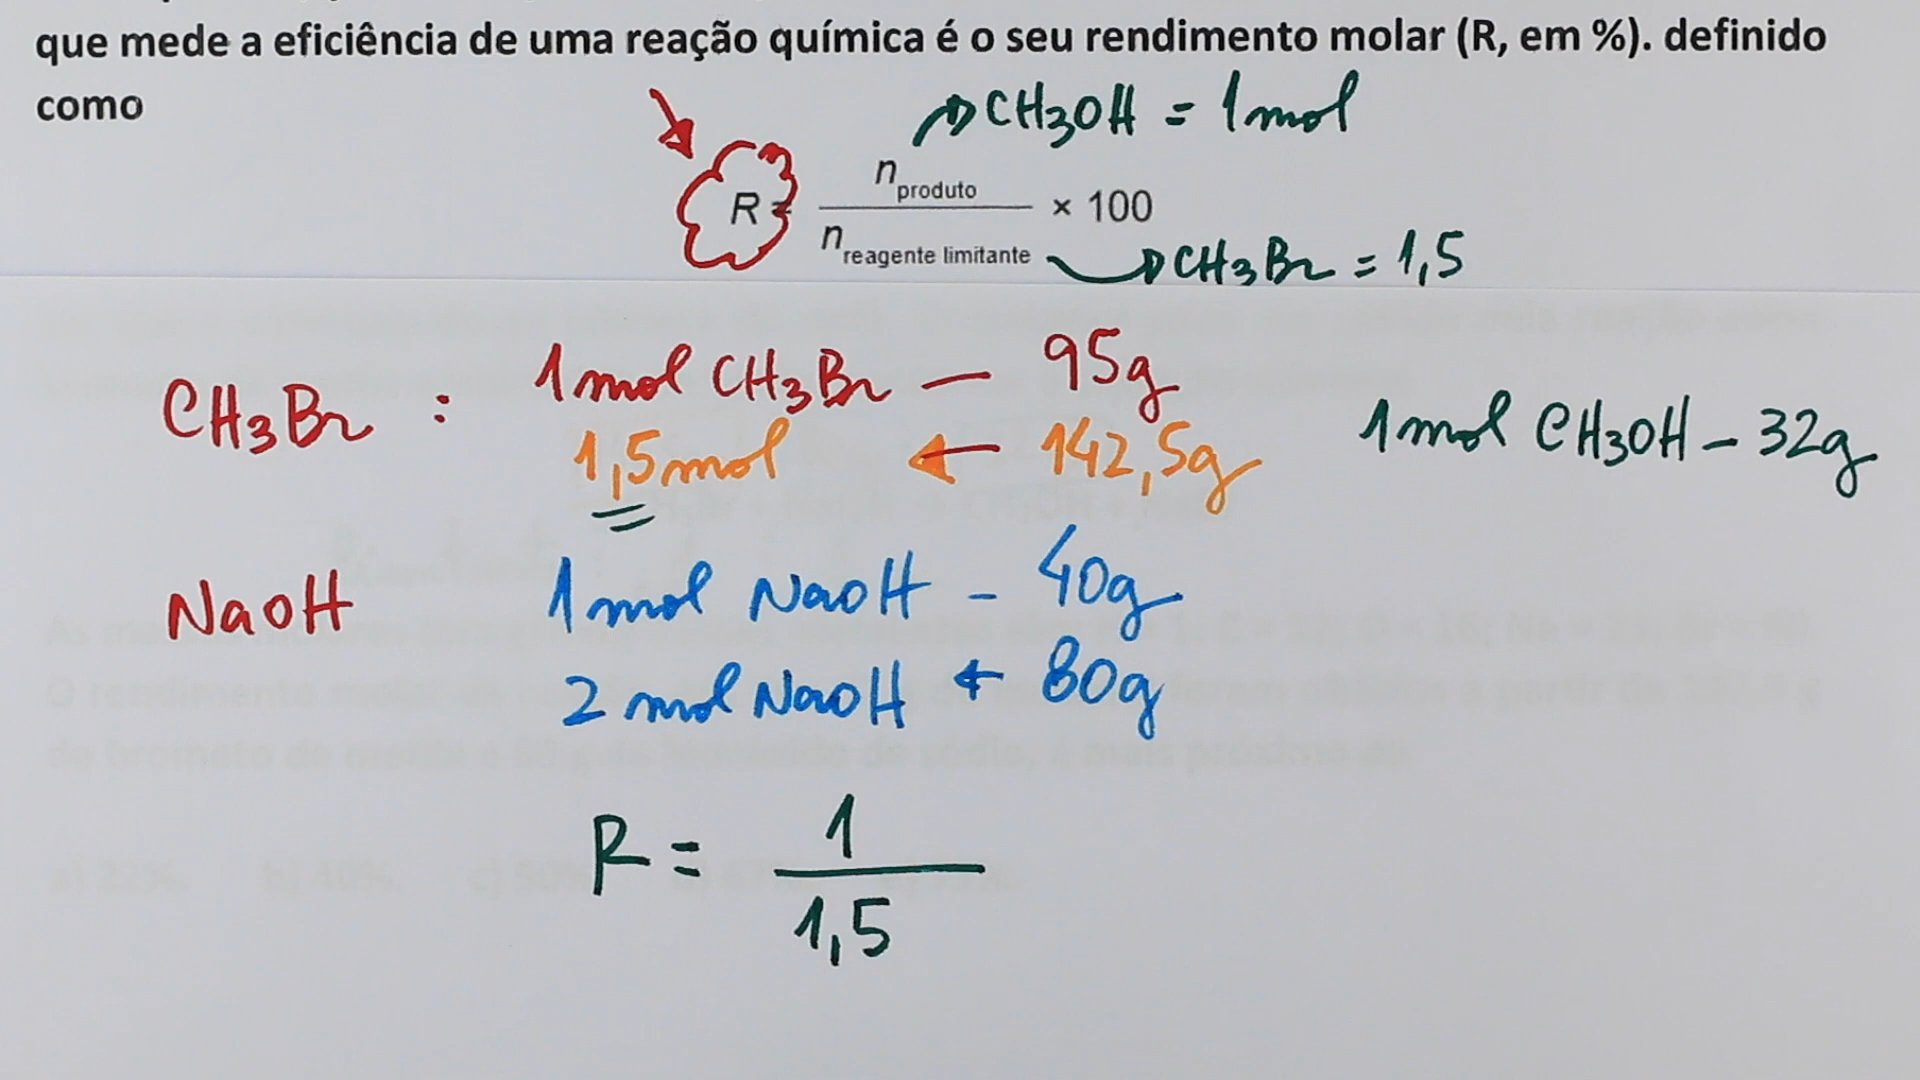 que mede a eficiência de uma reação química é o seu rendimento molar (R, em %). definido
como
CH3OH = 1mol
R = n produto / n reagente limitante × 100
CH3Br = 1,5
CH3Br : 1mol CH3Br — 95g
1,5mol ← 142,5g
1mol CH3OH - 32g
NaOH 1mol NaOH - 40g
2 mol NaOH ← 80g
R = 1 / 1,5